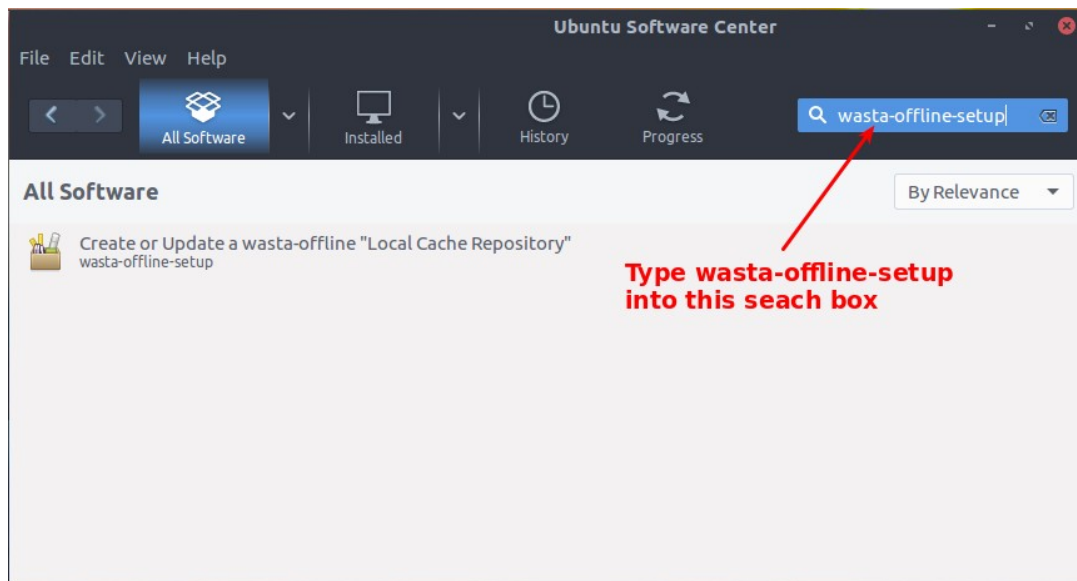 Ubuntu Software Center
File Edit View Help
All Software Installed History Progress wasta-offline-setup
All Software By Relevance
Create or Update a wasta-offline "Local Cache Repository"
wasta-offline-setup
Type wasta-offline-setup
into this seach box